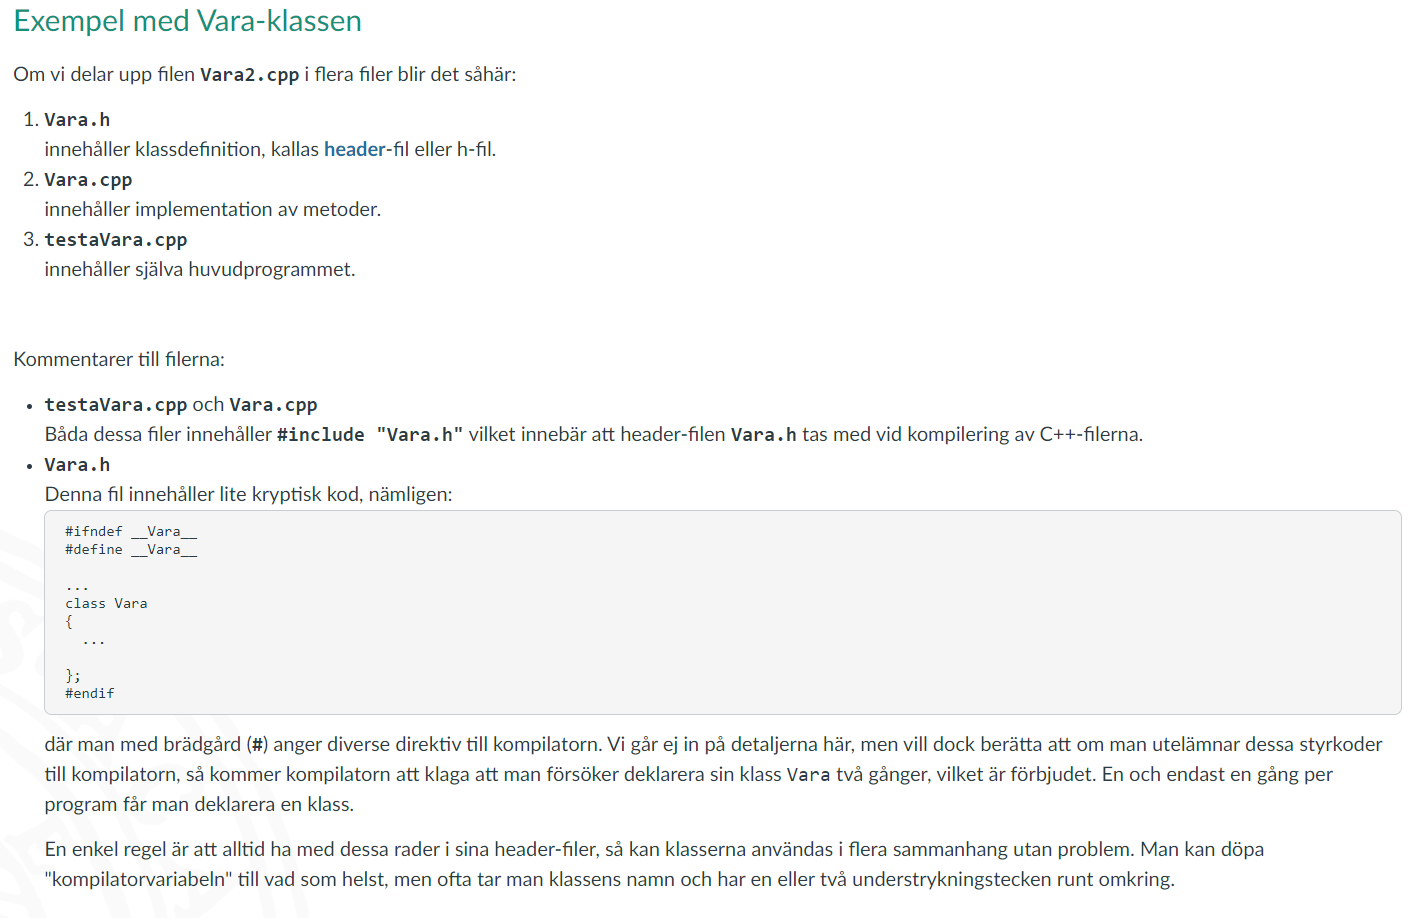 Exempel med Vara-klassen
Om vi delar upp filen Vara2.cpp i flera filer blir det såhär:
1. Vara.h
innehåller klassdefinition, kallas header-fil eller h-fil.
2. Vara.cpp
innehåller implementation av metoder.
3. testaVara.cpp
innehåller själva huvudprogrammet.
Kommentarer till filerna:
• testaVara.cpp och Vara.cpp
Båda dessa filer innehåller #include "Vara.h" vilket innebär att header-filen Vara.h tas med vid kompilering av C++-filerna.
• Vara.h
Denna fil innehåller lite kryptisk kod, nämligen:
#ifndef __Vara__
#define __Vara__
...
class Vara
{
...
};
#endif
där man med brädgård (#) anger diverse direktiv till kompilatorn. Vi går ej in på detaljerna här, men vill dock berätta att om man utelämnar dessa styrkoder
till kompilatorn, så kommer kompilatorn att klaga att man försöker deklarera sin klass Vara två gånger, vilket är förbjudet. En och endast en gång per
program får man deklarera en klass.
En enkel regel är att alltid ha med dessa rader i sina header-filer, så kan klasserna användas i flera sammanhang utan problem. Man kan döpa
"kompilatorvariabeln" till vad som helst, men ofta tar man klassens namn och har en eller två understrykningstecken runt omkring.